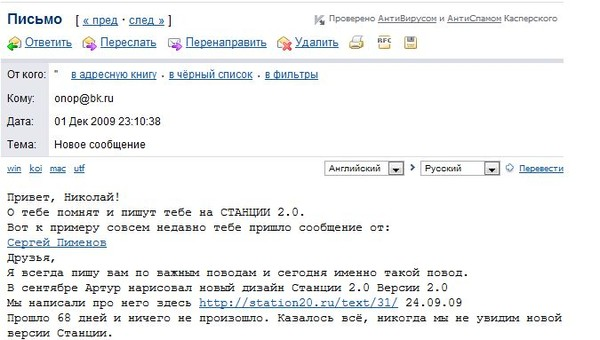 Письмо [ « пред · след » ] Проверено АнтиВирусом и АнтиСпамом Касперского
Ответить Переслать Перенаправить Удалить RFC
От кого: " в адресную книгу . в чёрный список . в фильтры
Кому: onop@bk.ru
Дата: 01 Дек 2009 23:10:38
Тема: Новое сообщение
win koi mac utf Английский Русский Перевести
Привет, Николай!
О тебе помнят и пишут тебе на СТАНЦИИ 2.0.
Вот к примеру совсем недавно тебе пришло сообщение от:
Сергей Пименов
Друзья,
Я всегда пишу вам по важным поводам и сегодня именно такой повод.
В сентябре Артур нарисовал новый дизайн Станции 2.0 Версии 2.0
Мы написали про него здесь http://station20.ru/text/31/ 24.09.09
Прошло 68 дней и ничего не произошло. Казалось всё, никогда мы не увидим новой
версии Станции.